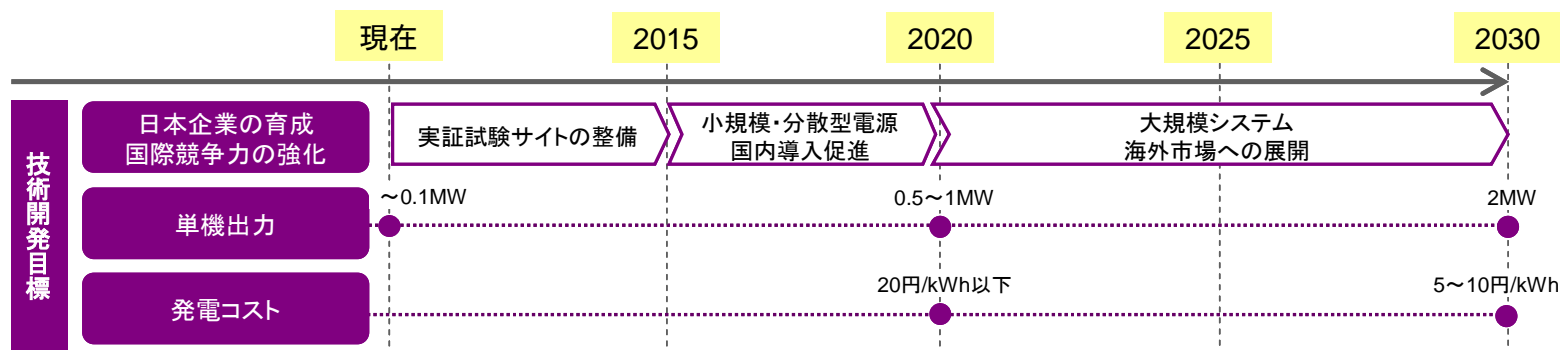 現在
2015
2020
2025
2030
技術開発目標
日本企業の育成
国際競争力の強化
実証試験サイトの整備
小規模・分散型電源
国内導入促進
大規模システム
海外市場への展開
単機出力
～0.1MW
0.5～1MW
2MW
発電コスト
20円/kWh以下
5～10円/kWh